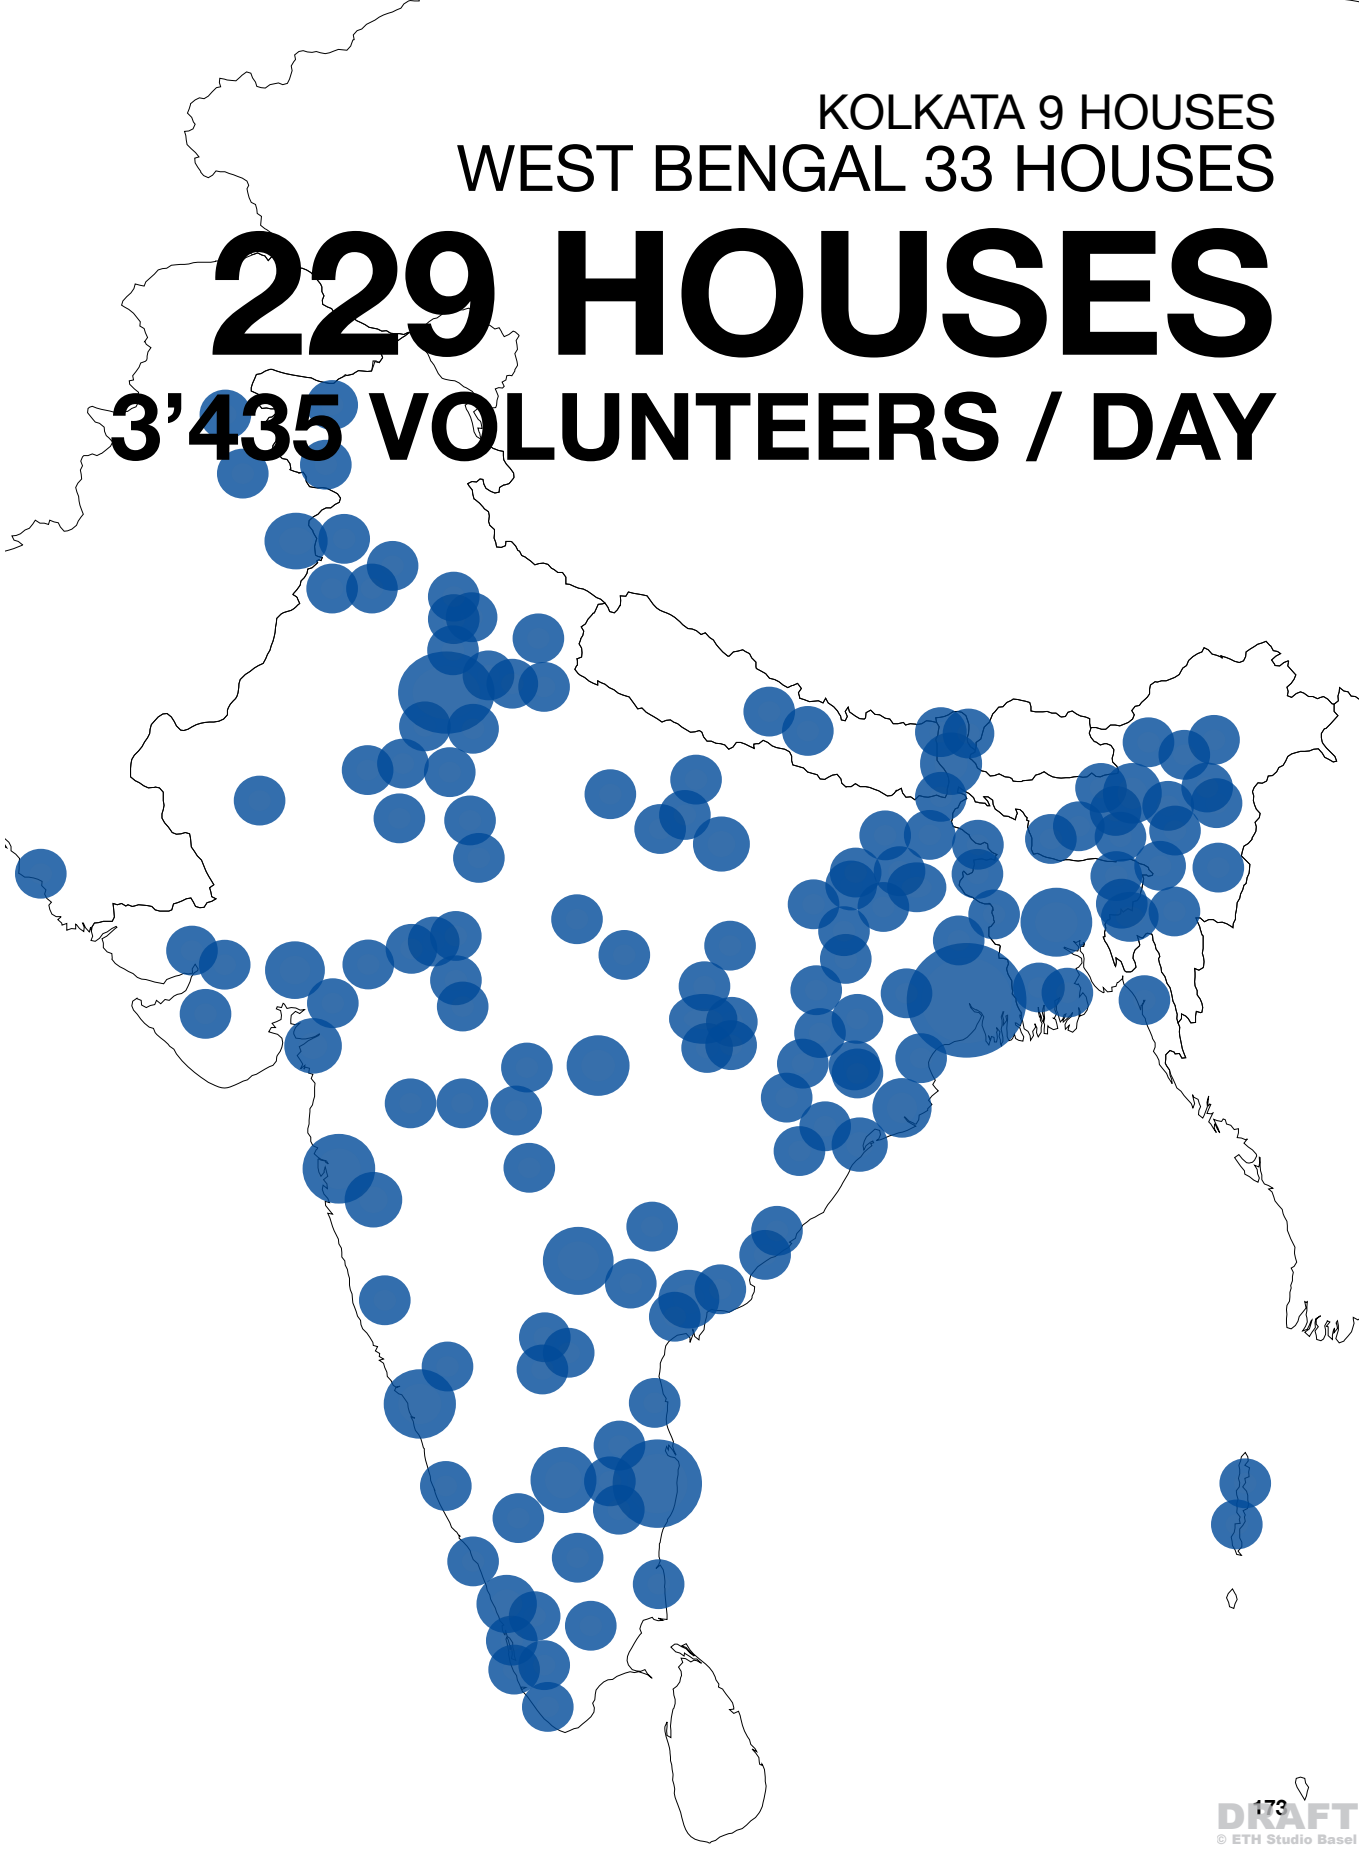 KOLKATA 9 HOUSES
WEST BENGAL 33 HOUSES
229 HOUSES
3’435 VOLUNTEERS / DAY
173
DRAFT
© ETH Studio Basel